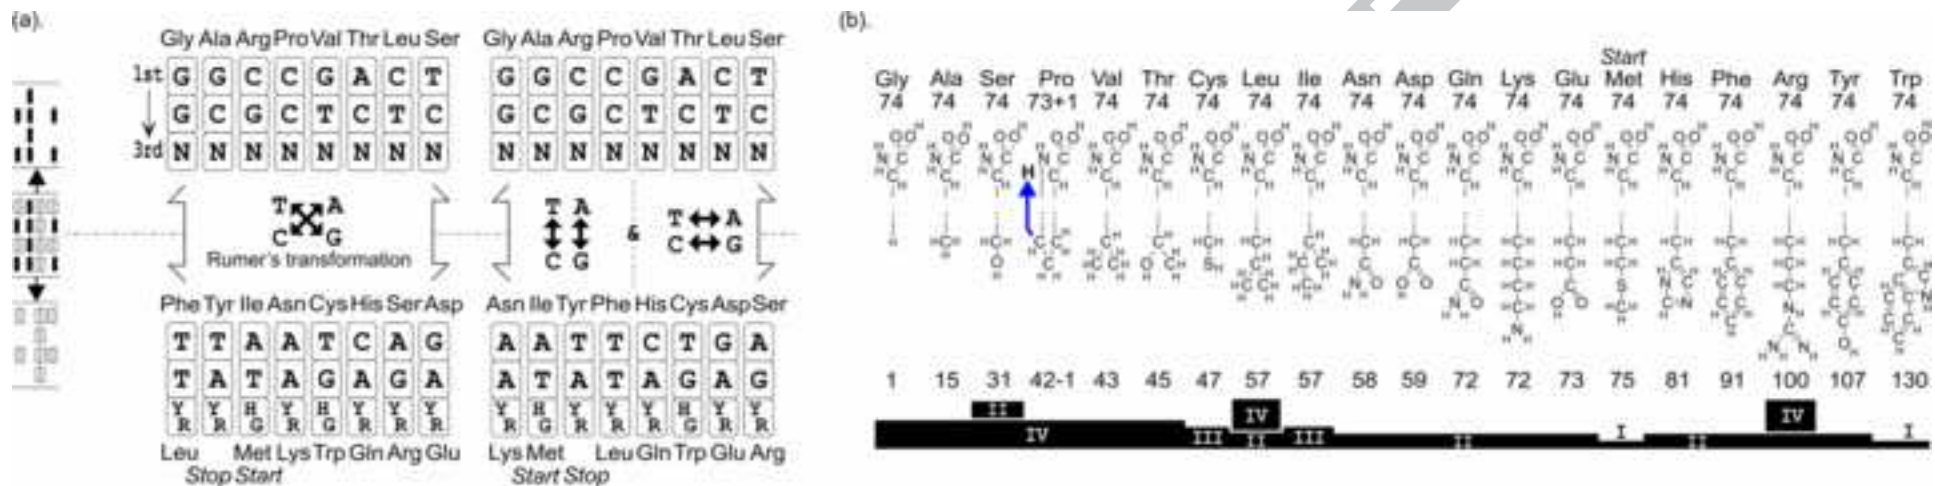 (a).
Gly Ala Arg Pro Val Thr Leu Ser
1st G G C C G A C T
G C G C T C T C
3rd N N N N N N N N
T A
C G
Rumer's transformation
Phe Tyr Ile Asn Cys His Ser Asp
T T A A T C A G
T A T A G A G A
Y Y H Y H Y Y Y
R R G R G R R R
Leu Met Lys Trp Gln Arg Glu
Stop Start
Gly Ala Arg Pro Val Thr Leu Ser
G G C C G A C T
G C G C T C T C
N N N N N N N N
T A
C G
&
T A
C G
Asn Ile Tyr Phe His Cys Asp Ser
A A T T C T G A
A T A T A G A G
Y H Y Y Y H Y Y
R G R R R G R R
Lys Met Leu Gln Trp Glu Arg
Start Stop
(b).
Start
Gly Ala Ser Pro Val Thr Cys Leu Ile Asn Asp Gln Lys Glu Met His Phe Arg Tyr Trp
74 74 74 73+1 74 74 74 74 74 74 74 74 74 74 74 74 74 74 74 74
H
1 15 31 42-1 43 45 47 57 57 58 59 72 72 73 75 81 91 100 107 130
II IV IV
IV III II III II I II I